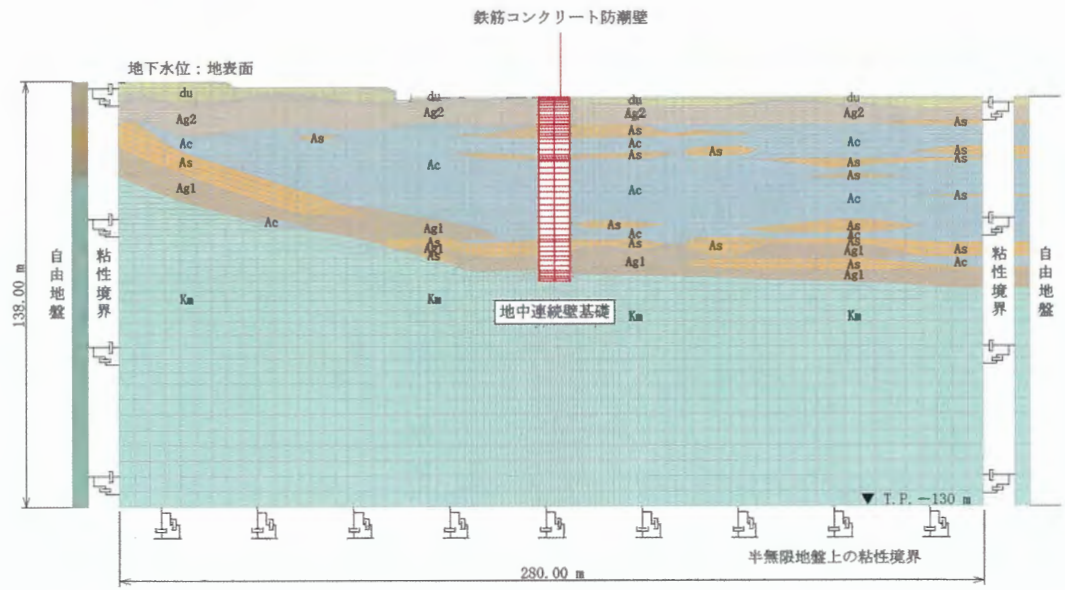 鉄筋コンクリート防潮壁
地下水位：地表面
du
du
du
du
Ag2
Ag2
Ag2
Ag2
As
As
As
Ac
Ac
Ac
As
As
As
As
As
As
Ac
As
Ag1
Ac
Ac
As
Ac
As
As
Ag1
Ac
Ac
As
As
As
As
As
Ag1
Ag1
As
Ag1
As
Ac
Ag1
自由地盤
粘性境界
粘性境界
自由地盤
138.00 m
Km
Km
Km
Km
地中連続壁基礎
▼ T.P. －130 m
半無限地盤上の粘性境界
280.00 m